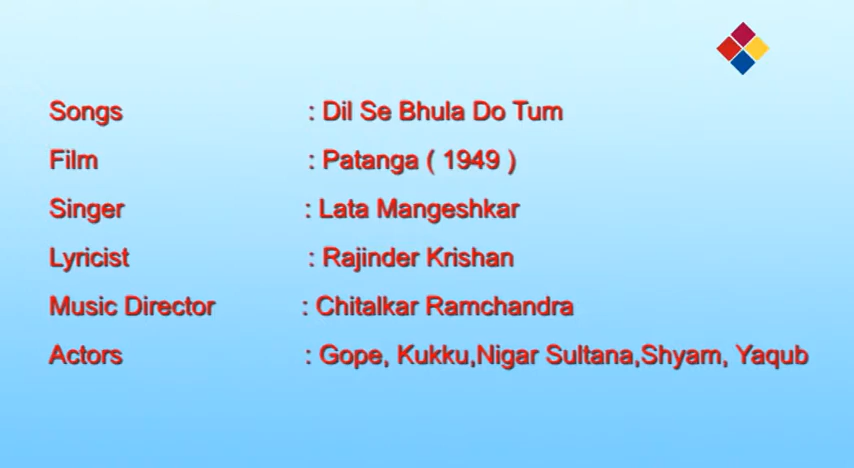 Songs : Dil Se Bhula Do Tum
Film : Patanga ( 1949 )
Singer : Lata Mangeshkar
Lyricist : Rajinder Krishan
Music Director : Chitalkar Ramchandra
Actors : Gope, Kukku,Nigar Sultana,Shyam, Yaqub